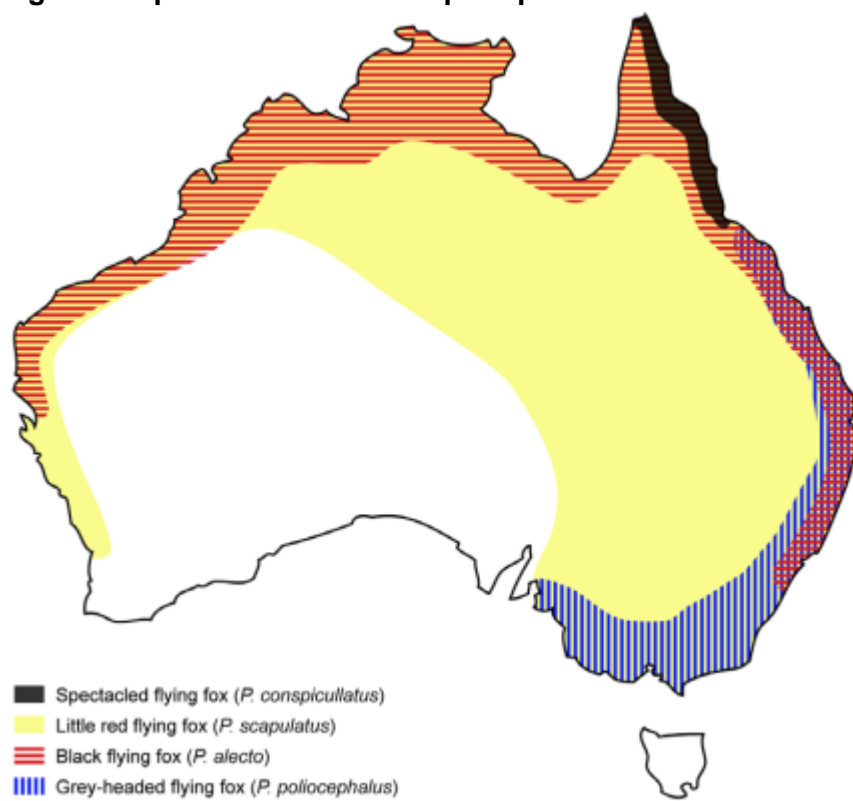 Spectacled flying fox (P. conspicullatus)
Little red flying fox (P. scapulatus)
Black flying fox (P. alecto)
Grey-headed flying fox (P. poliocephalus)